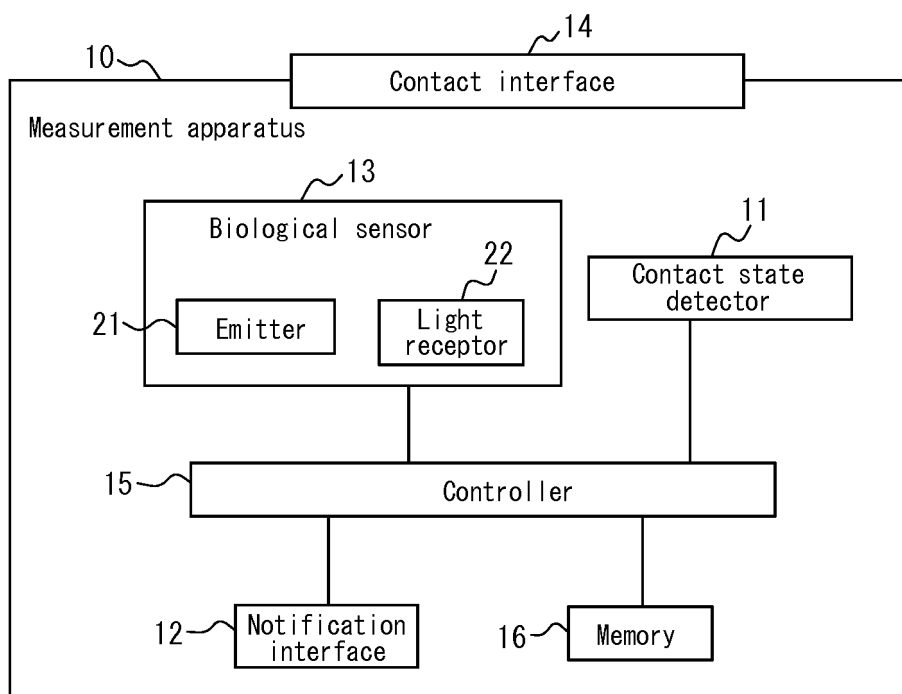 14
10
Contact interface
Measurement apparatus
13
Biological sensor
11
22
Contact state
detector
21
Emitter
Light
receptor
15
Controller
12
Notification
interface
16
Memory